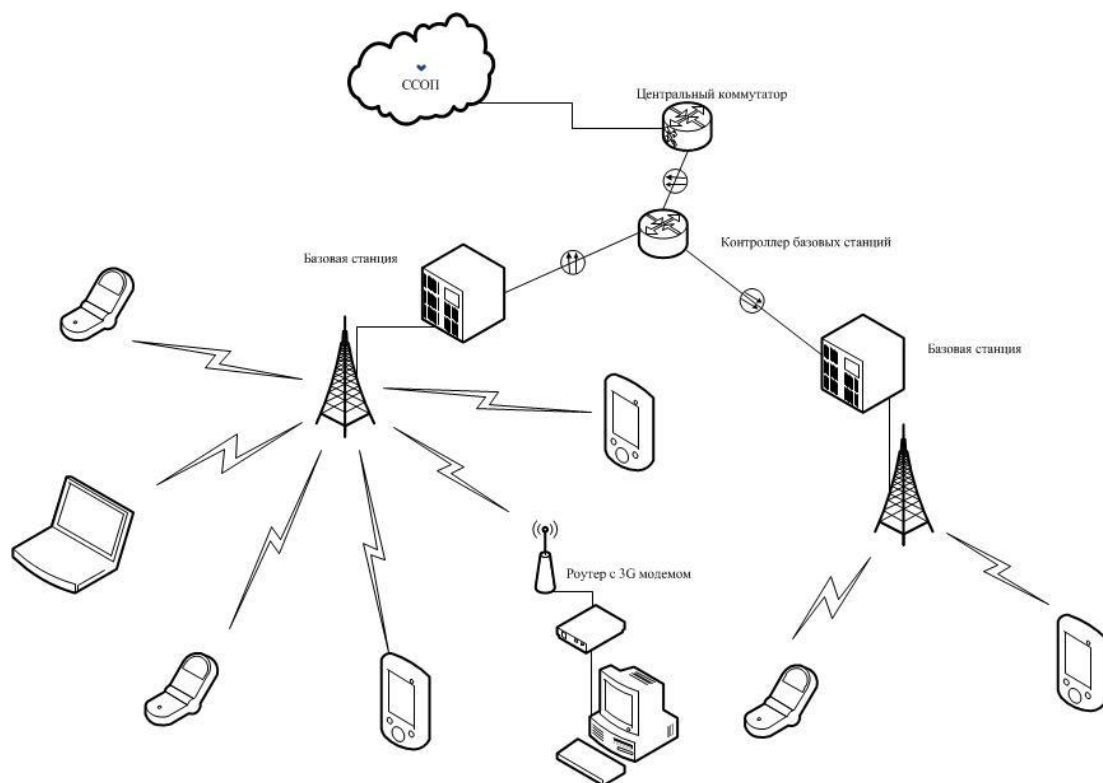 ССОП
Центральный коммутатор
Контроллер базовых станций
Базовая станция
Базовая станция
Роутер с 3G модемом